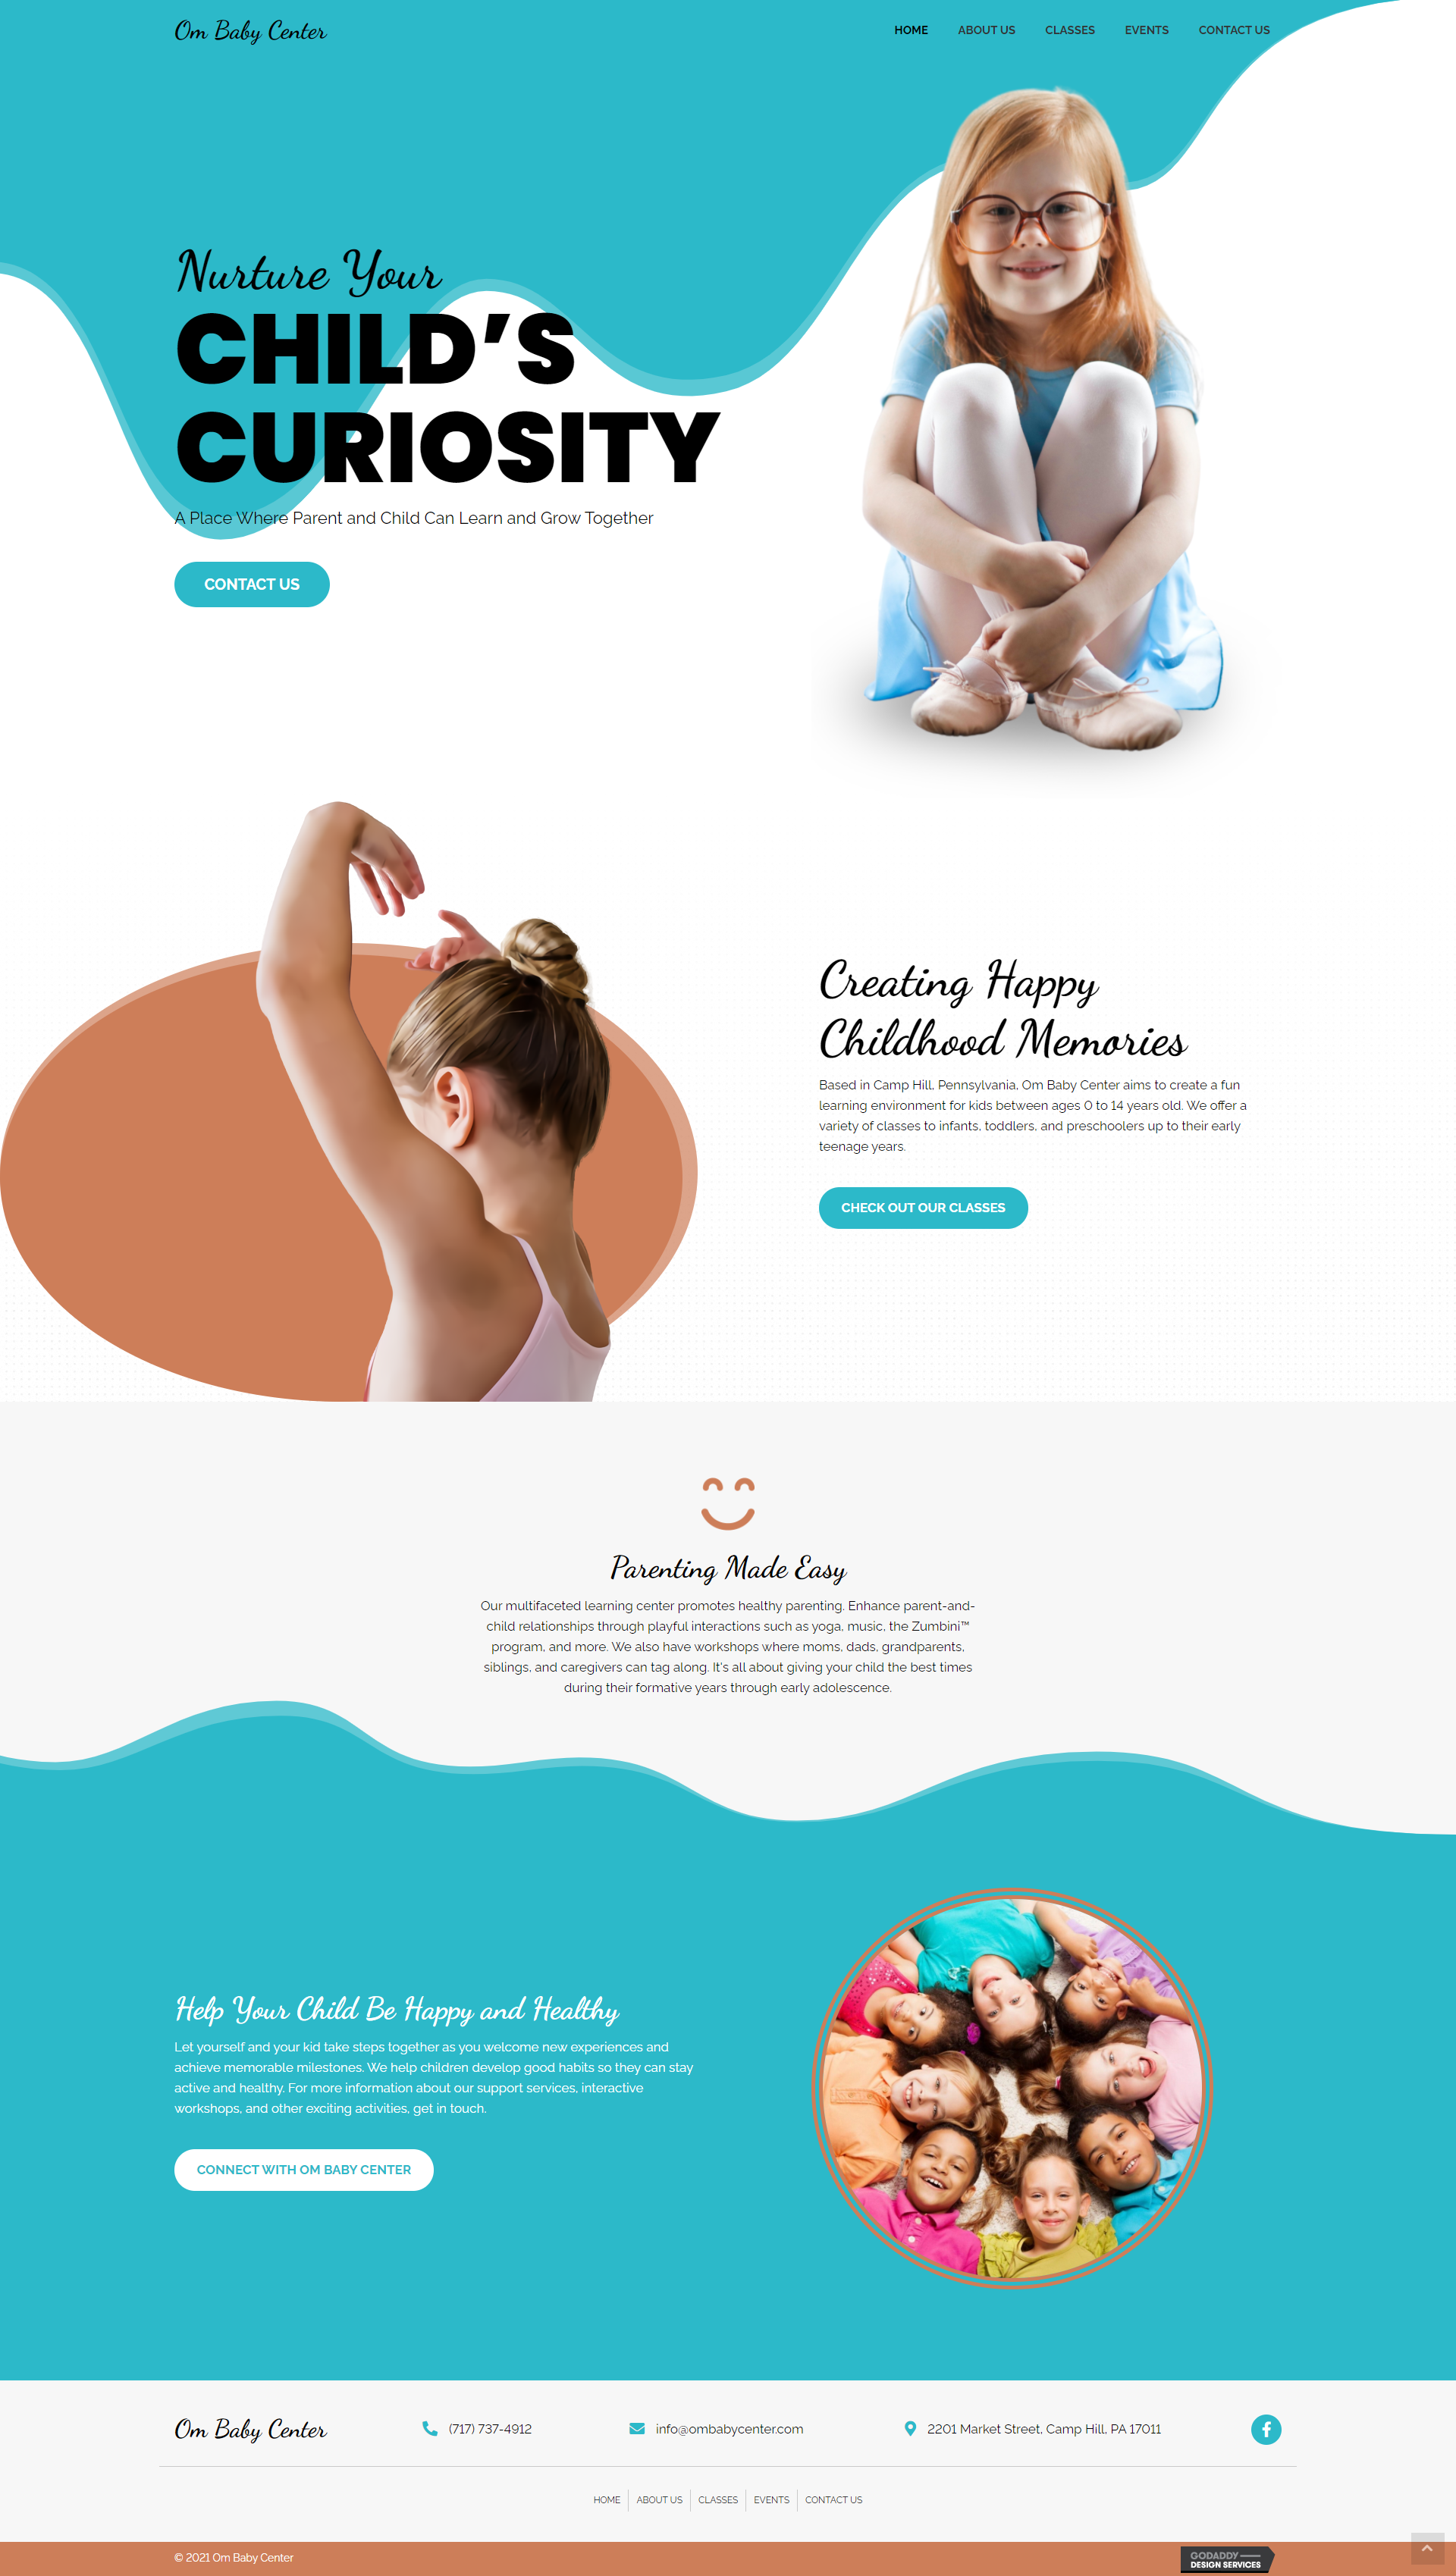 Om Baby Center
HOME ABOUT US CLASSES EVENTS CONTACT US
Nurture Your
CHILD'S
CURIOSITY
A Place Where Parent and Child Can Learn and Grow Together
CONTACT US
Creating Happy
Childhood Memories
Based in Camp Hill, Pennsylvania, Om Baby Center aims to create a fun
learning environment for kids between ages 0 to 14 years old. We offer a
variety of classes to infants, toddlers, and preschoolers up to their early
teenage years.
CHECK OUT OUR CLASSES
Parenting Made Easy
Our multifaceted learning center promotes healthy parenting. Enhance parent-and-
child relationships through playful interactions such as yoga, music, the Zumbini™
program, and more. We also have workshops where moms, dads, grandparents,
siblings, and caregivers can tag along. It's all about giving your child the best times
during their formative years through early adolescence.
Help Your Child Be Happy and Healthy
Let yourself and your kid take steps together as you welcome new experiences and
achieve memorable milestones. We help children develop good habits so they can stay
active and healthy. For more information about our support services, interactive
workshops, and other exciting activities, get in touch.
CONNECT WITH OM BABY CENTER
Om Baby Center
(717) 737-4912
info@ombabycenter.com
2201 Market Street, Camp Hill, PA 17011
HOME ABOUT US CLASSES EVENTS CONTACT US
© 2021 Om Baby Center
GODADDY
DESIGN SERVICES